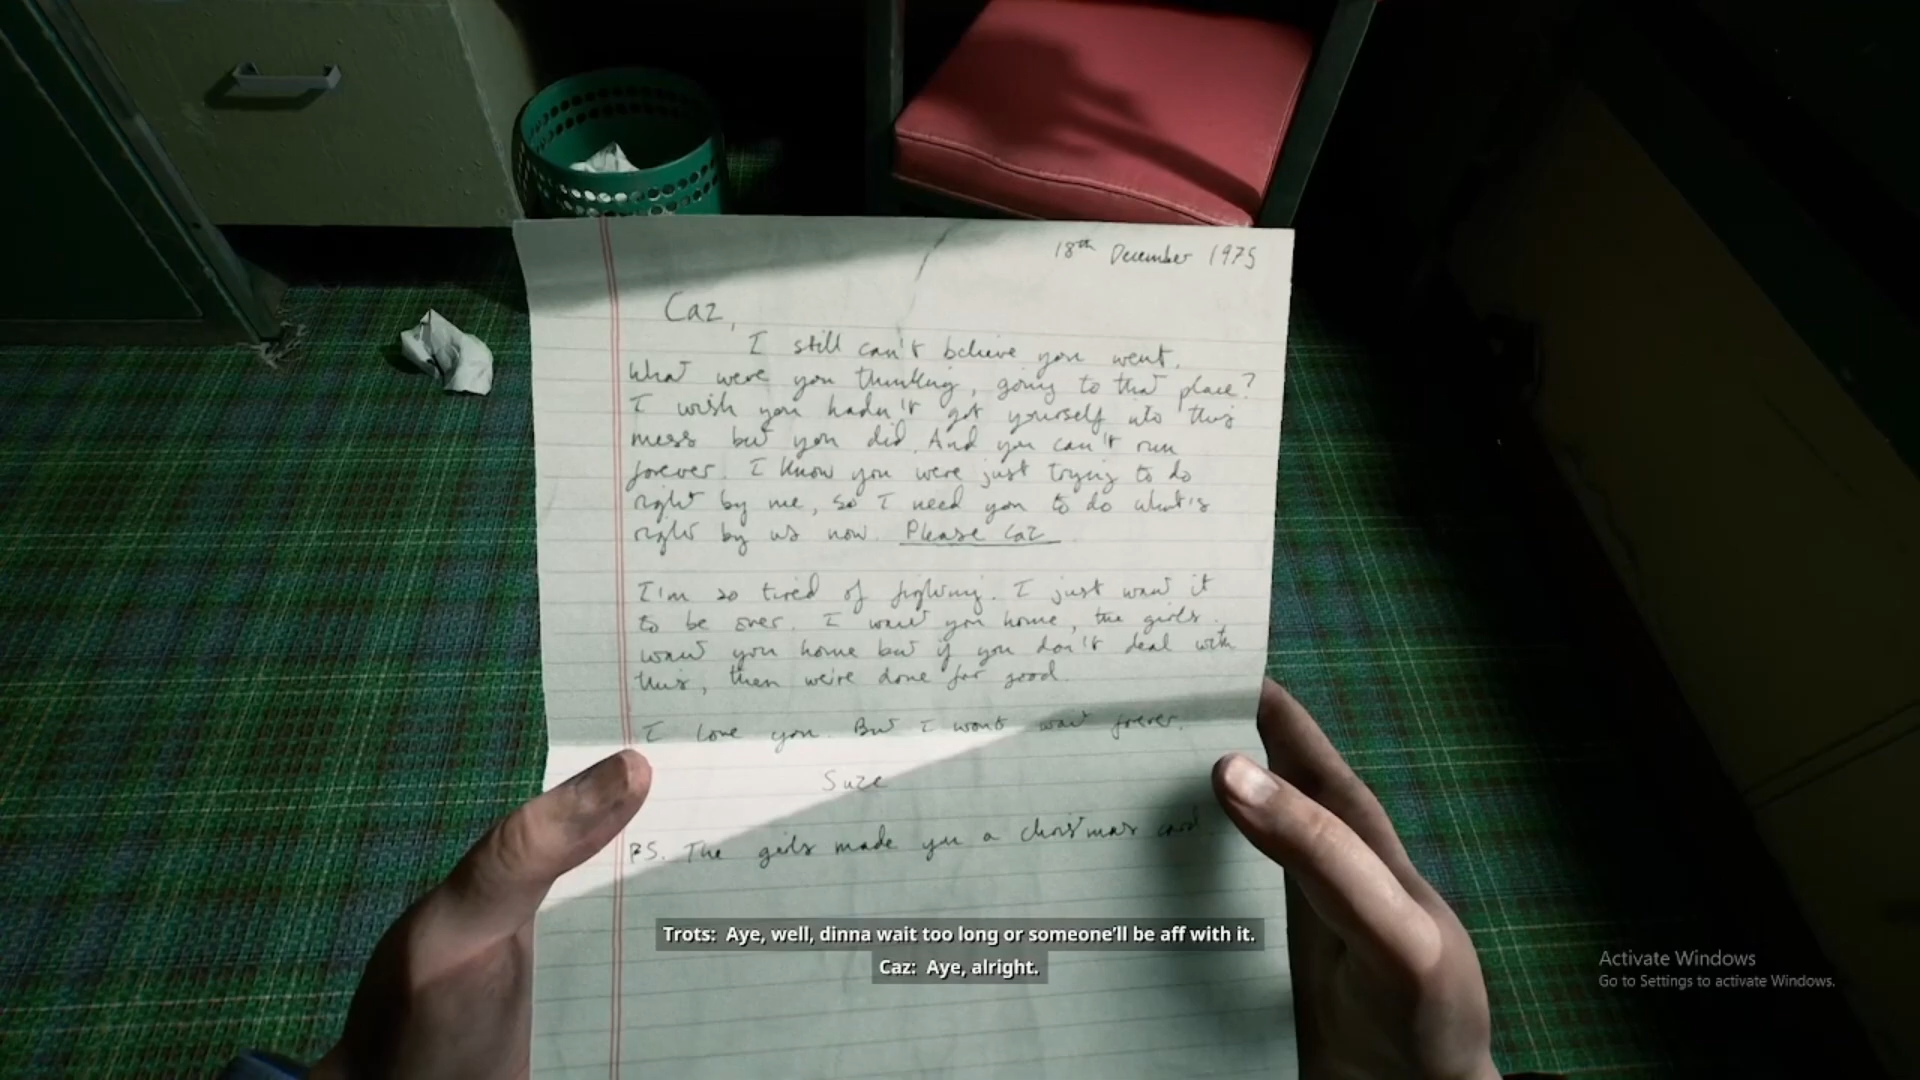 18th December 1975
Caz,
I still can't believe you went.
What were you thinking, going to that place?
I wish you hadn't got yourself into this
mess but you did. And you can't run
forever. I know you were just trying to do
right by me, so I need you to do what's
right by us now. Please Caz
I'm so tired of fighting. I just want it
to be over. I want you home, the girls
want you home but if you don't deal with
this, then we're done for good.
I love you. But I wont wait forever.
Suze
PS. The girls made you a christmas card
Trots: Aye, well, dinna wait too long or someone'll be aff with it.
Caz: Aye, alright.
Activate Windows
Go to Settings to activate Windows.